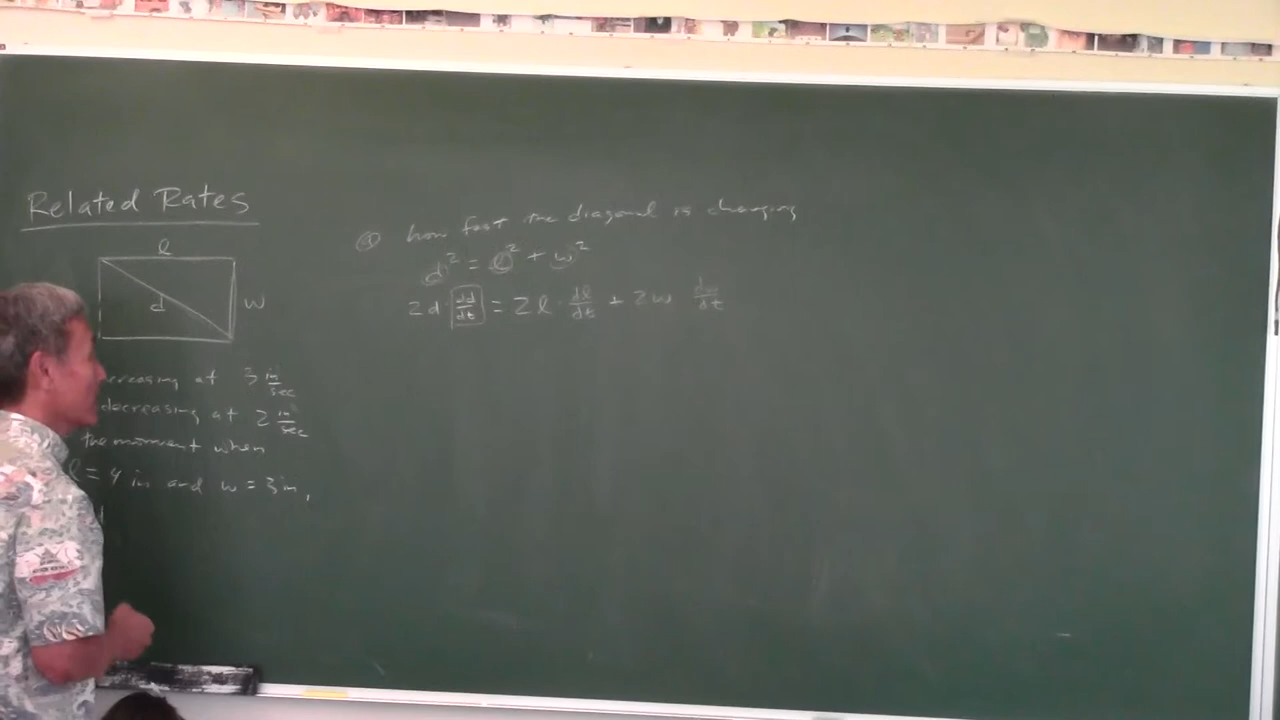 Related Rates
l
d
w
creasing at 3 in/sec
decreasing at 2 in/sec
the moment when
l = 4 in and w = 3 in,
① how fast the diagonal is changing
d² = l² + w²
2d · dd/dt = 2l · dl/dt + 2w dw/dt